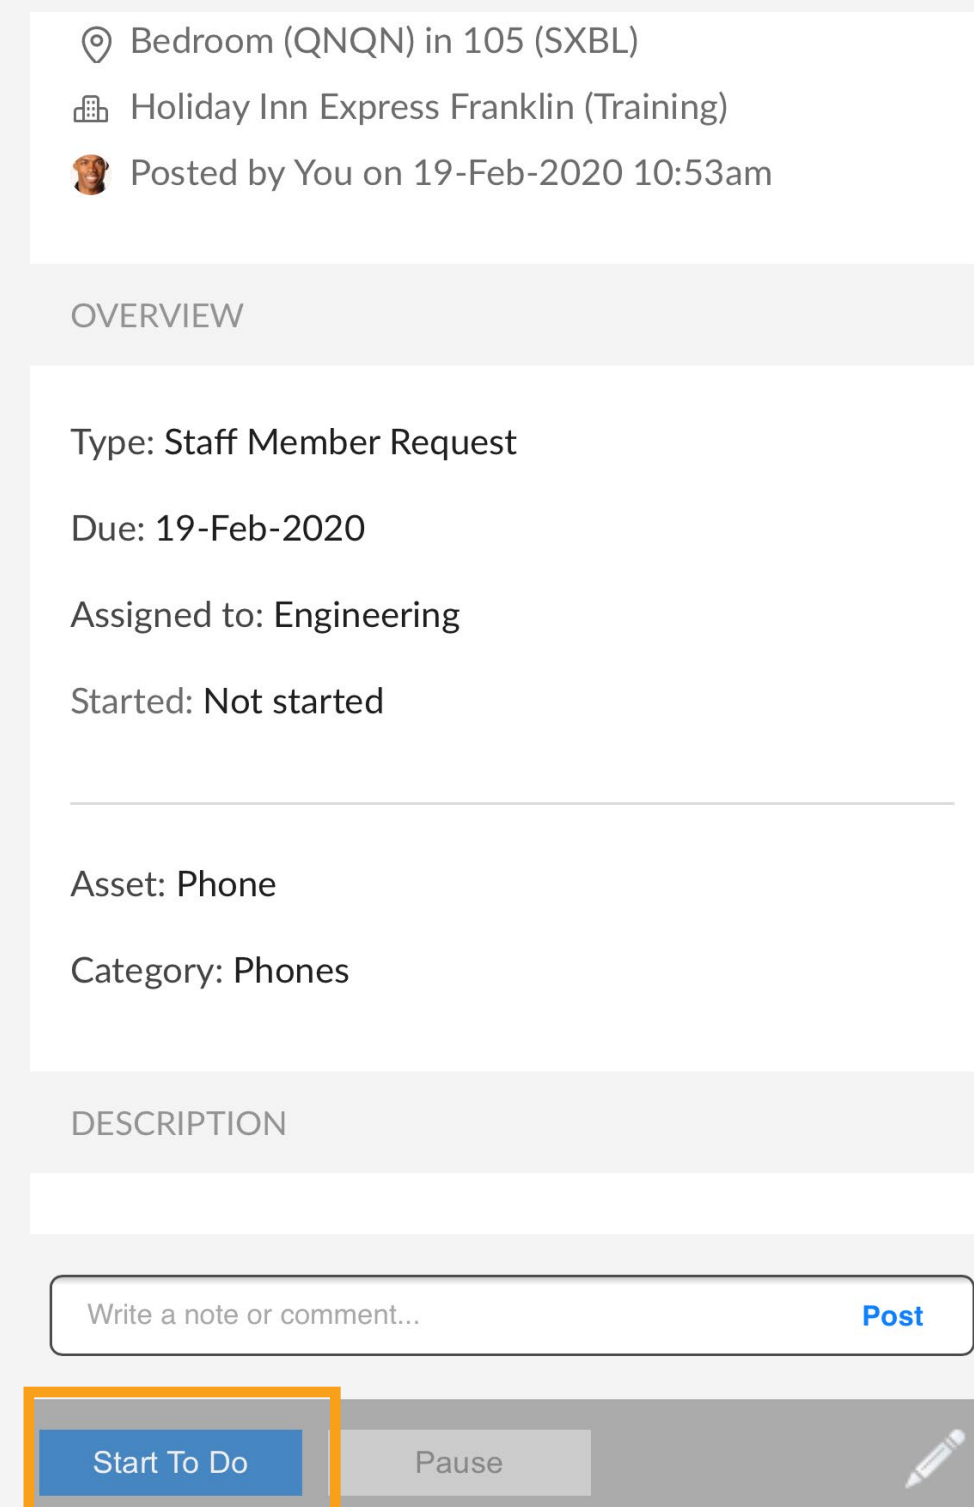 Bedroom (QNQN) in 105 (SXBL)
Holiday Inn Express Franklin (Training)
Posted by You on 19-Feb-2020 10:53am
OVERVIEW
Type: Staff Member Request
Due: 19-Feb-2020
Assigned to: Engineering
Started: Not started
Asset: Phone
Category: Phones
DESCRIPTION
Write a note or comment... Post
Start To Do Pause